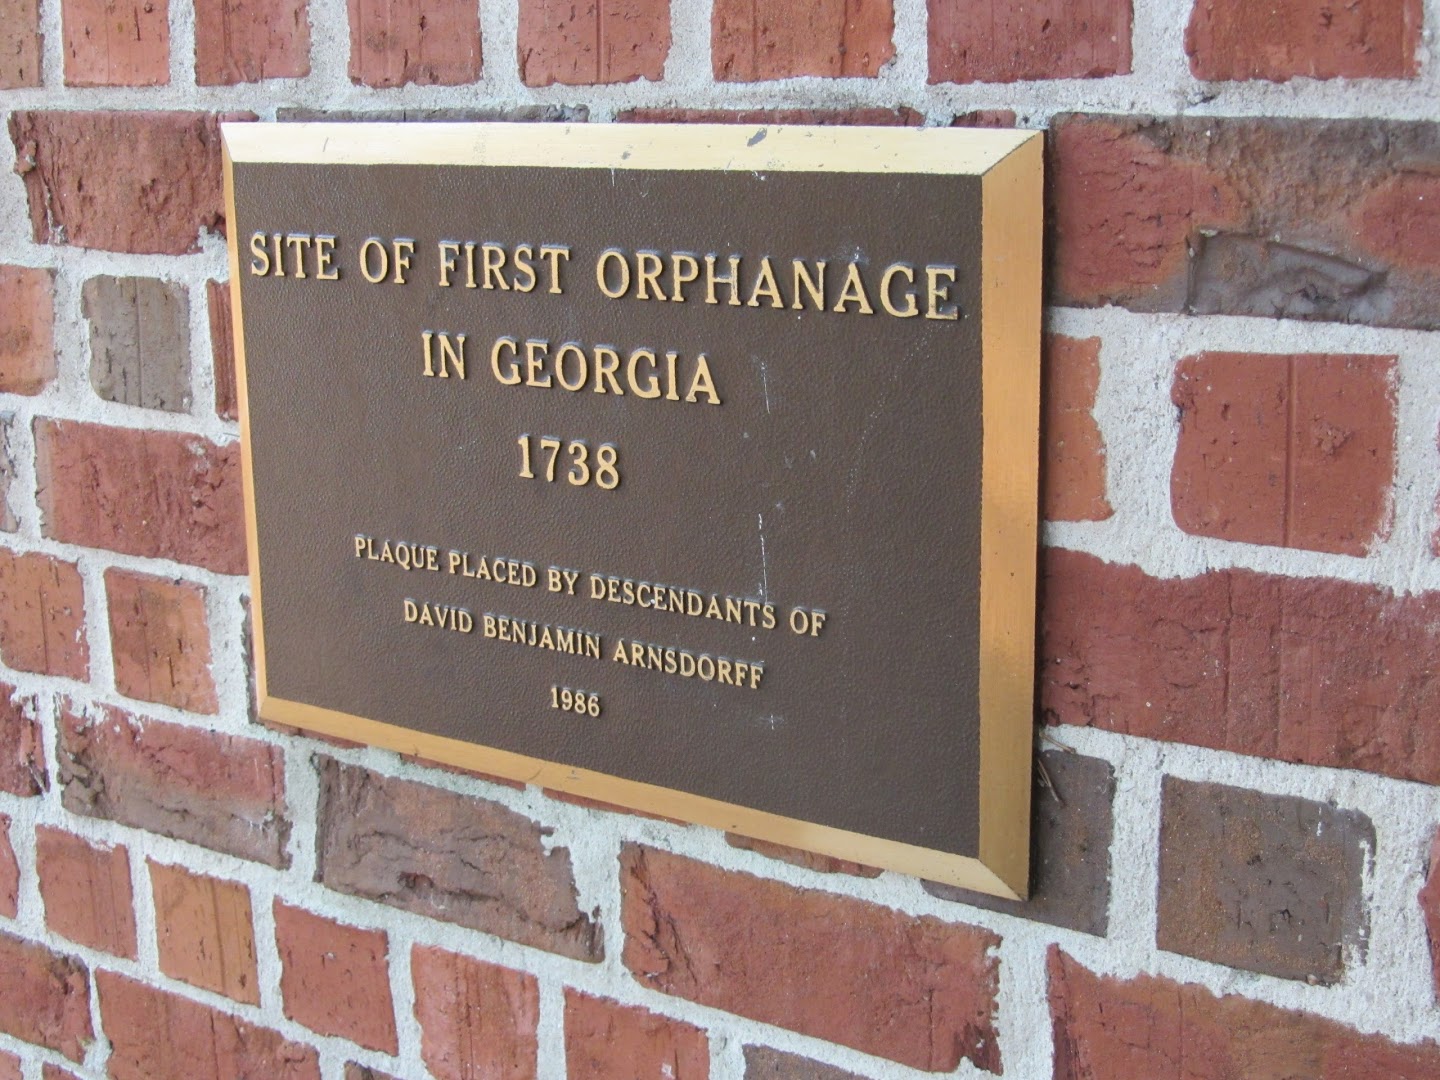 SITE OF FIRST ORPHANAGE
IN GEORGIA
1738
PLAQUE PLACED BY DESCENDANTS OF
DAVID BENJAMIN ARNSDORFF
1986